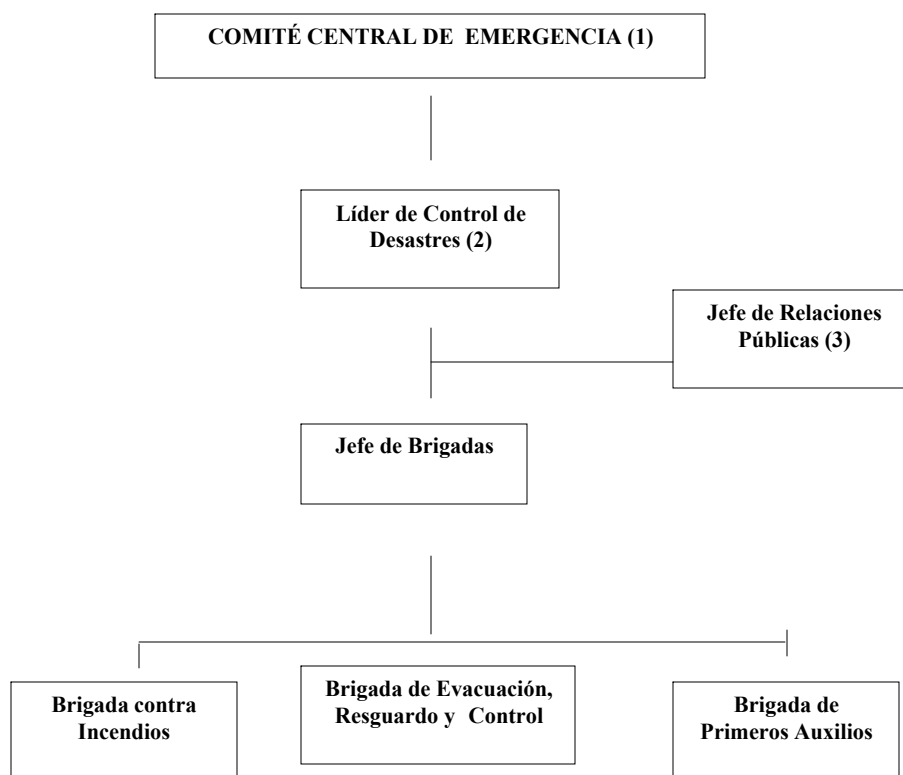 COMITÉ CENTRAL DE EMERGENCIA (1)
Líder de Control de
Desastres (2)
Jefe de Relaciones
Públicas (3)
Jefe de Brigadas
Brigada contra
Incendios
Brigada de Evacuación,
Resguardo y Control
Brigada de
Primeros Auxilios